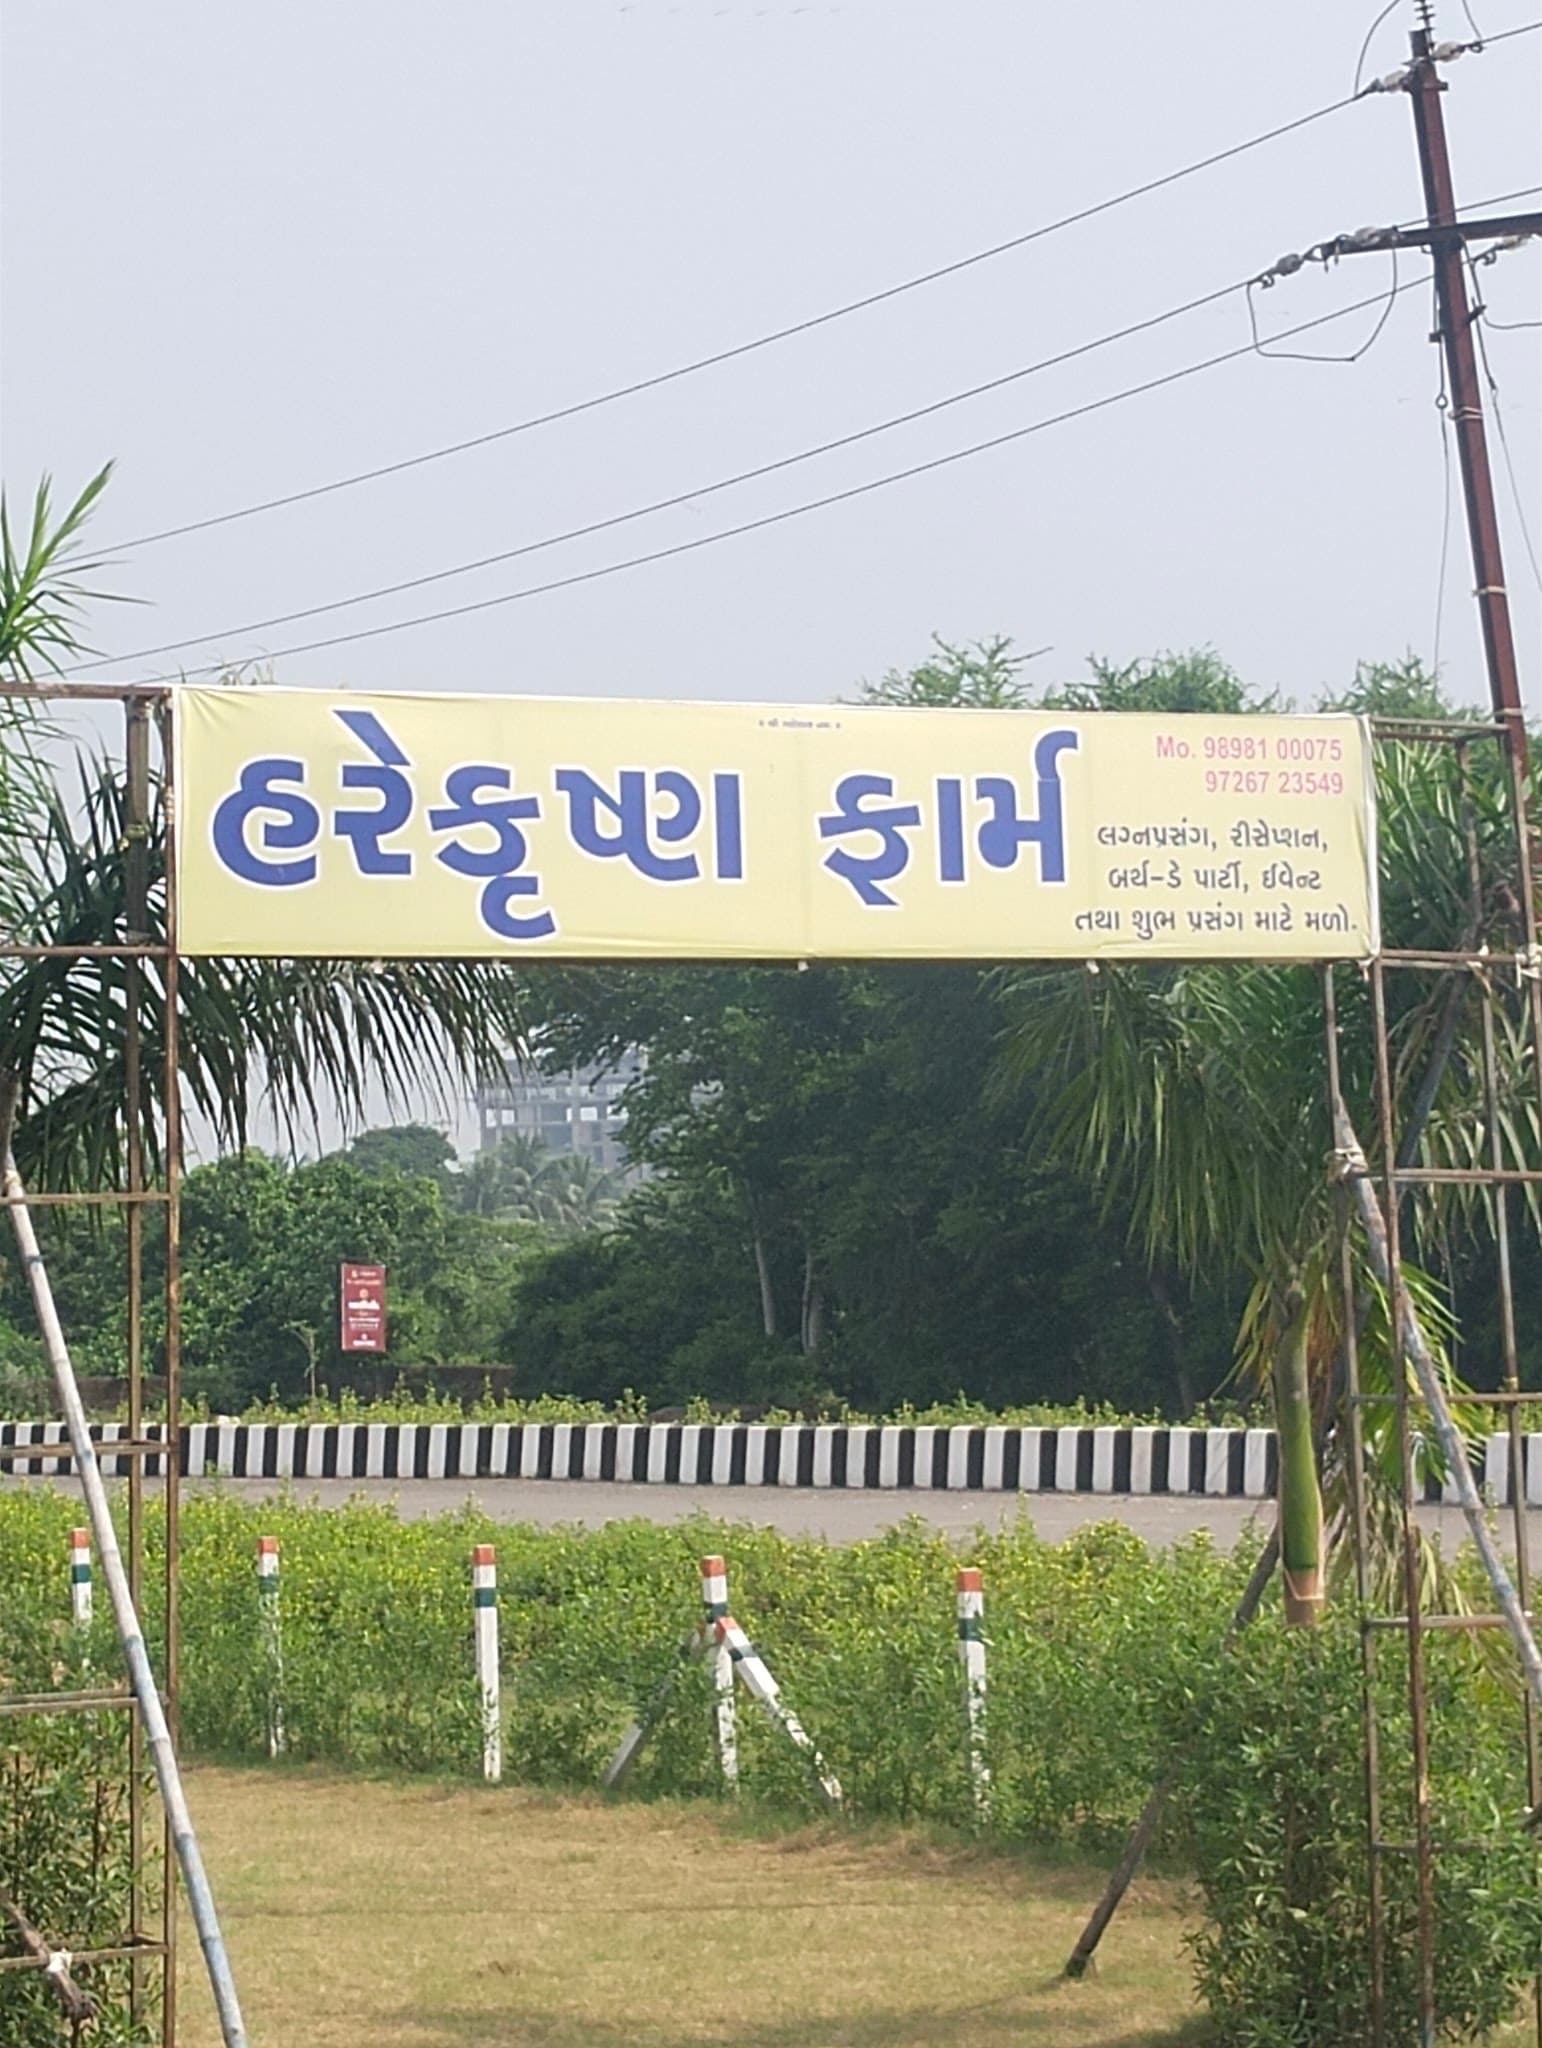 હરેકૃષ્ણ ફાર્મ
Mo. 98981 00075
97267 23549
લગ્નપ્રસંગ, રીસેપ્શન,
બર્થ-ડે પાર્ટી, ઈવેન્ટ
તથા શુભ પ્રસંગ માટે મળો.